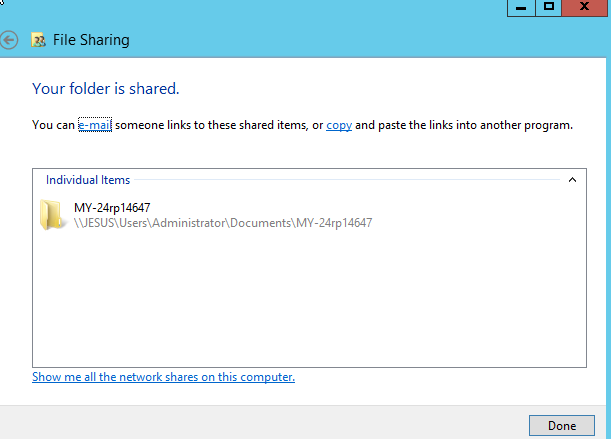 File Sharing
Your folder is shared.
You can e-mail someone links to these shared items, or copy and paste the links into another program.
Individual Items
MY-24rp14647
\\JESUS\Users\Administrator\Documents\MY-24rp14647
Show me all the network shares on this computer.
Done